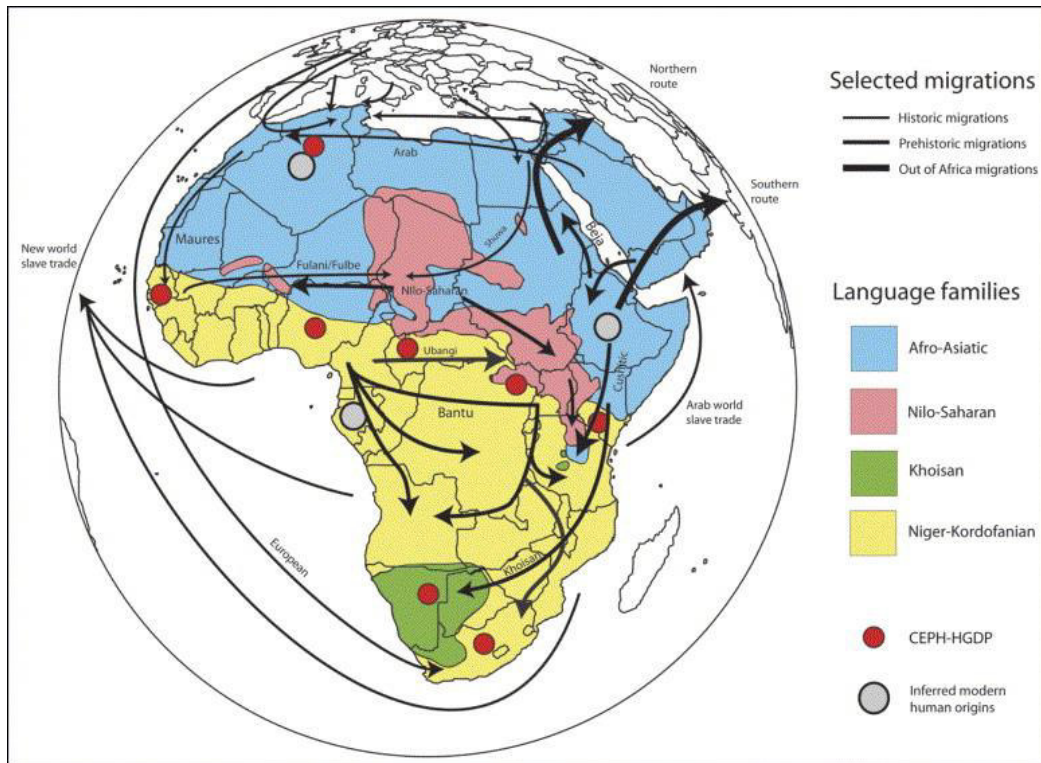 Northern
route
Selected migrations
Historic migrations
Prehistoric migrations
Out of Africa migrations
Arab
Southern
route
Maures
Shuwa
Beja
New world
slave trade
Fulani/Fulbe
NIlo-Saharan
Language families
Afro-Asiatic
Ubangi
Cushitic
Bantu
Arab world
slave trade
Nilo-Saharan
Khoisan
Niger-Kordofanian
European
Khoisan
CEPH-HGDP
Inferred modern
human origins